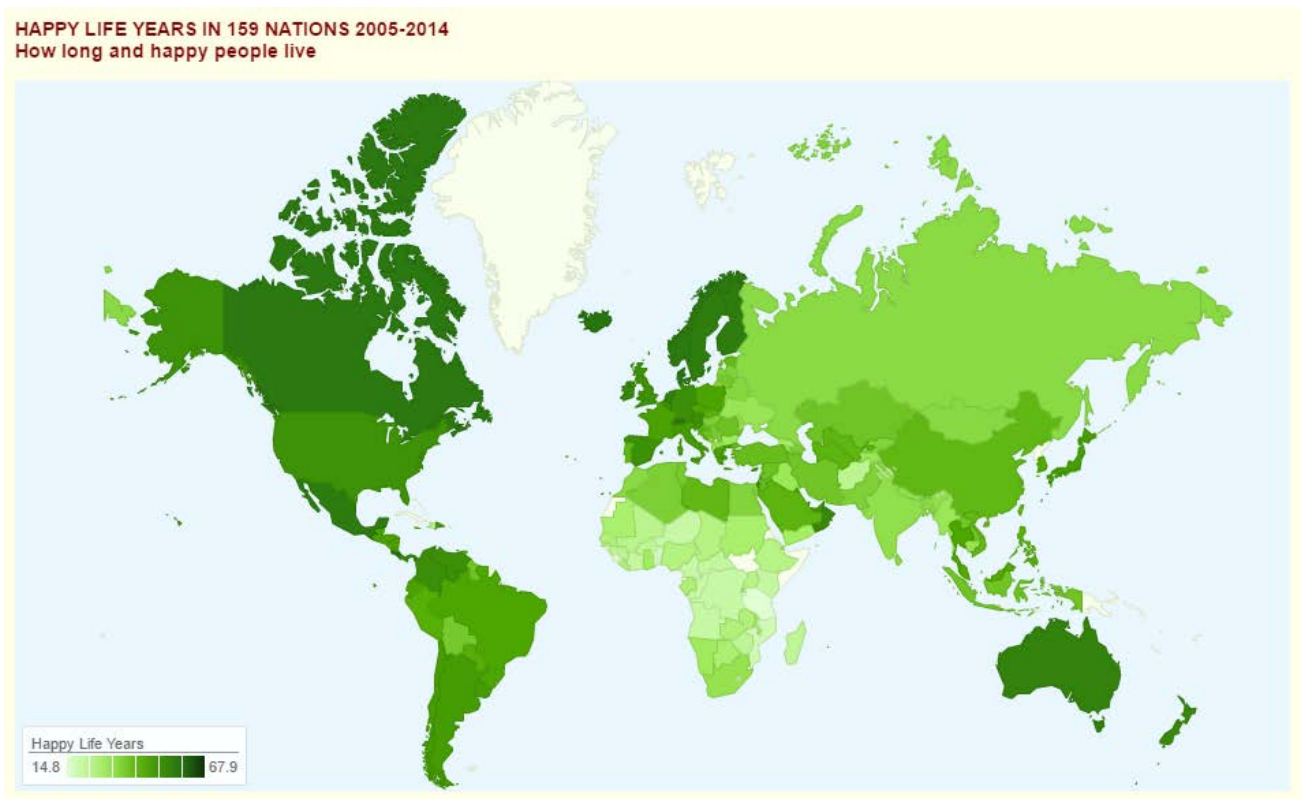 HAPPY LIFE YEARS IN 159 NATIONS 2005-2014
How long and happy people live
Happy Life Years
14.8 67.9